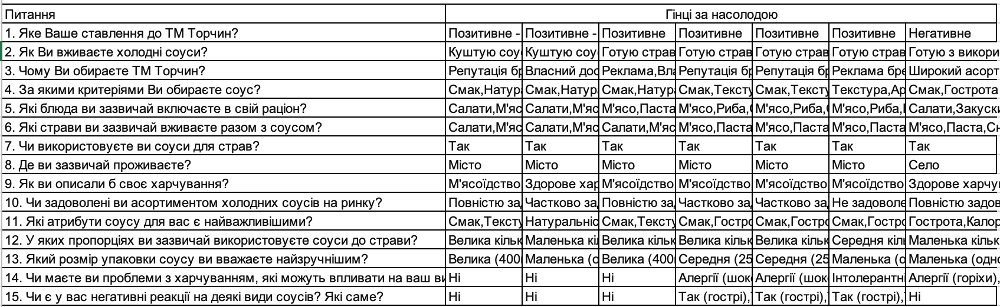 Питання Гінці за насолодою
1. Яке Ваше ставлення до ТМ Торчин? Позитивне - Позитивне - Позитивне Позитивне Позитивне Позитивне Негативне
2. Як Ви вживаєте холодні соуси? Куштую соу Куштую соу Готую страв Готую страв Готую страв Готую страв Готую з викори
3. Чому Ви обираєте ТМ Торчин? Репутація бр Власний дос Реклама,Вла Репутація бр Репутація бр Реклама бре Широкий асорт
4. За якими критеріями Ви обираєте соус? Смак,Натура Смак,Натура Смак,Натура Смак,Тексту Смак,Тексту Текстура,Ар Смак,Гострота
5. Які блюда ви зазвичай включаєте в свій раціон? Салати,М'яс Салати,М'яс М'ясо,Паста М'ясо,Риба, М'ясо,Риба, М'ясо,Риба, Салати,Закуски
6. Які страви ви зазвичай вживаєте разом з соусом? Салати,М'яс Салати,М'яс Салати,М'яс М'ясо,Паста М'ясо,Паста М'ясо,Паста М'ясо,Паста,Сн
7. Чи використовуєте ви соуси для страв? Так Так Так Так Так Так Так
8. Де ви зазвичай проживаєте? Місто Місто Місто Місто Місто Місто Село
9. Як ви описали б своє харчування? М'ясоїдство Здорове хар М'ясоїдство М'ясоїдство М'ясоїдство М'ясоїдство Здорове харчу
10. Чи задоволені ви асортиментом холодних соусів на ринку? Повністю за Частково за Повністю за Частково за Частково за Не задоволе Повністю задов
11. Які атрибути соусу для вас є найважливішими? Смак,Тексту Натуральніс Смак,Тексту Смак,Гостро Смак,Гостро Смак,Гостро Гострота,Калор
12. У яких пропорціях ви зазвичай використовуєте соуси до страви? Велика кільк Маленька кі Велика кільк Велика кільк Велика кільк Середня кіль Маленька кільк
13. Який розмір упаковки соусу ви вважаєте найзручнішим? Велика (400 Маленька (о Велика (400 Середня (25 Середня (25 Маленька (о Маленька (одно
14. Чи маєте ви проблеми з харчуванням, які можуть впливати на ваш ви Ні Ні Ні Алергії (шок Алергії (шок Інтолерантні Алергії (горіхи),
15. Чи є у вас негативні реакції на деякі види соусів? Які саме? Ні Ні Ні Так (гострі), Так (гострі), Так (гострі), Ні